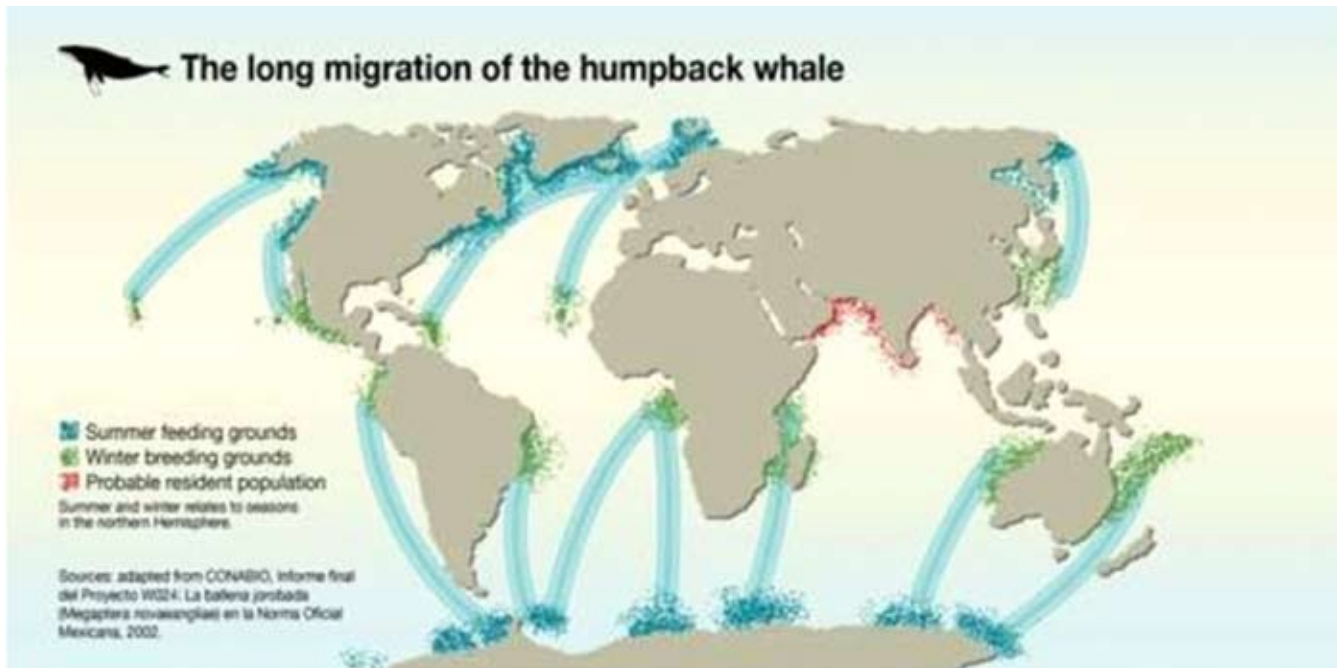 The long migration of the humpback whale
Summer feeding grounds
Winter breeding grounds
Probable resident population
Summer and winter relates to seasons
in the northern Hemisphere.
Sources: adapted from CONABIO, Informe final
del Proyecto W024: La ballena jorobada
(Megaptera novaeangliae) en la Norma Oficial
Mexicana, 2002.